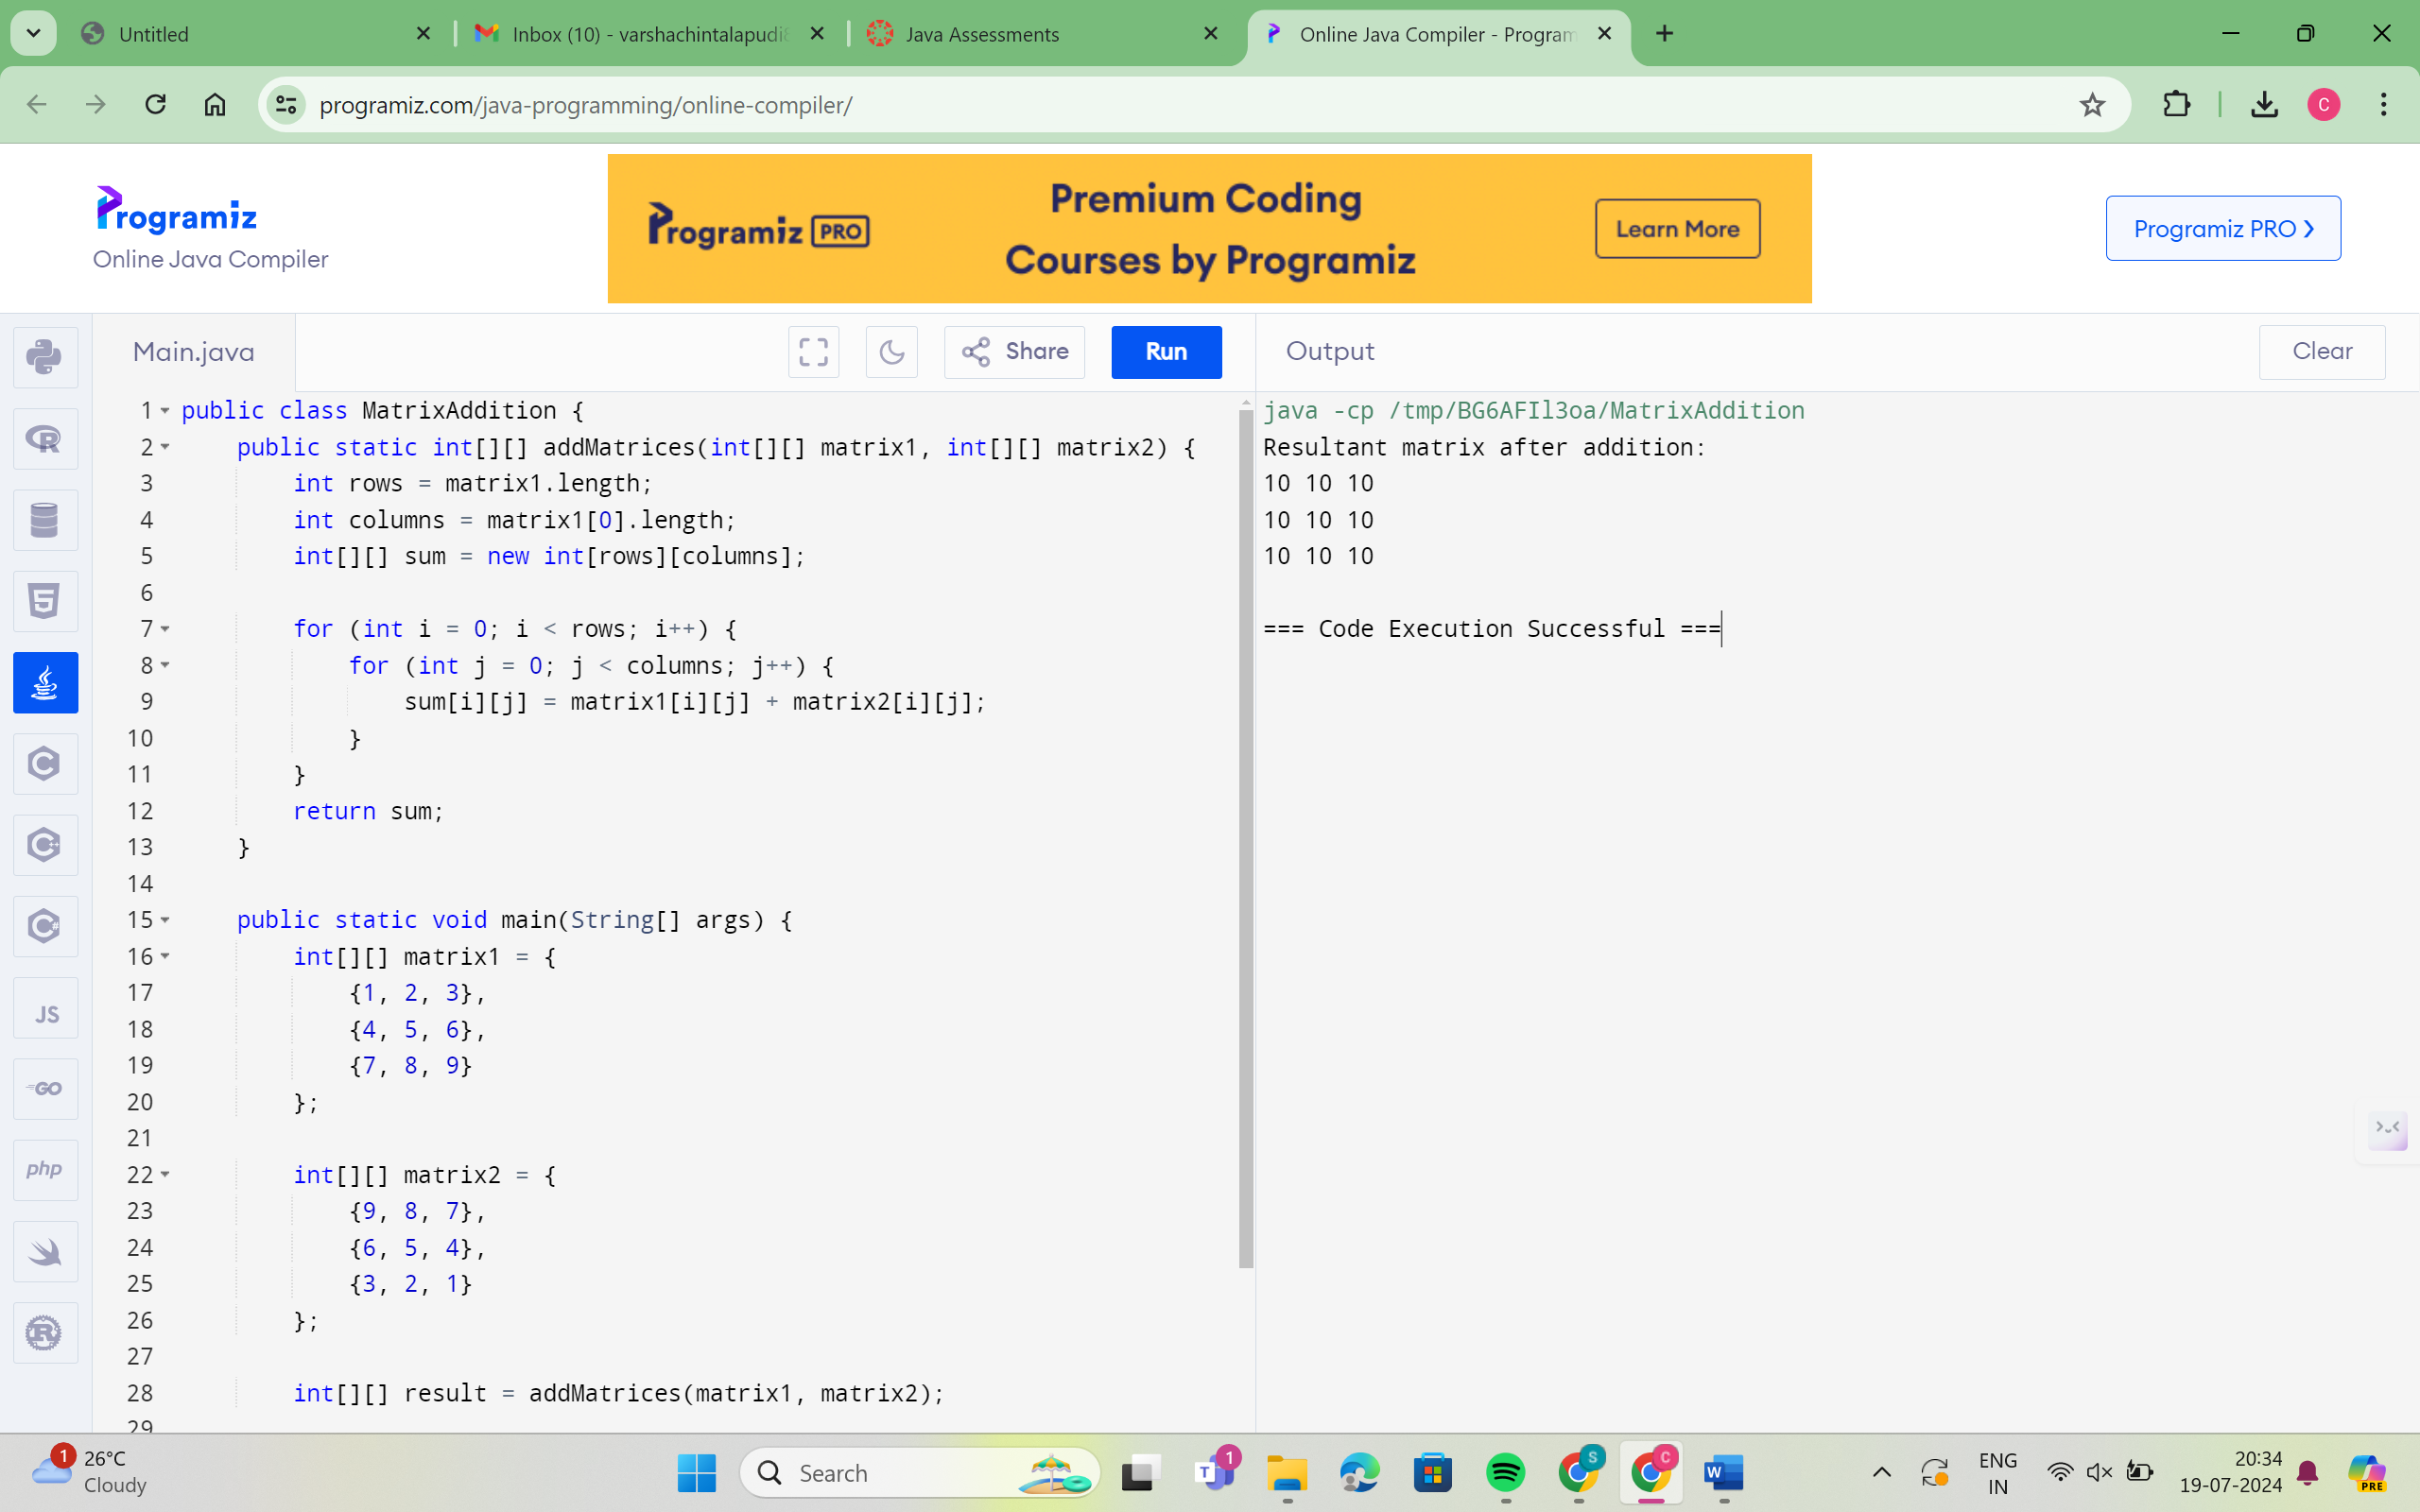 Untitled
Inbox (10) - varshachintalapudi
Java Assessments
Online Java Compiler - Program
programiz.com/java-programming/online-compiler/
C
Programiz
Online Java Compiler
Programiz PRO
Premium Coding
Courses by Programiz
Learn More
Programiz PRO ❯
Main.java
Share
Run
Output
Clear
1 public class MatrixAddition {
2 public static int[][] addMatrices(int[][] matrix1, int[][] matrix2) {
3 int rows = matrix1.length;
4 int columns = matrix1[0].length;
5 int[][] sum = new int[rows][columns];
6
7 for (int i = 0; i < rows; i++) {
8 for (int j = 0; j < columns; j++) {
9 sum[i][j] = matrix1[i][j] + matrix2[i][j];
10 }
11 }
12 return sum;
13 }
14
15 public static void main(String[] args) {
16 int[][] matrix1 = {
17 {1, 2, 3},
18 {4, 5, 6},
19 {7, 8, 9}
20 };
21
22 int[][] matrix2 = {
23 {9, 8, 7},
24 {6, 5, 4},
25 {3, 2, 1}
26 };
27
28 int[][] result = addMatrices(matrix1, matrix2);
29
java -cp /tmp/BG6AFIl3oa/MatrixAddition
Resultant matrix after addition:
10 10 10
10 10 10
10 10 10
=== Code Execution Successful ===
R
5
C
C++
C#
JS
GO
php
R
1
26°C
Cloudy
Search
T
1
S
C
W
ENG
IN
20:34
19-07-2024
PRE